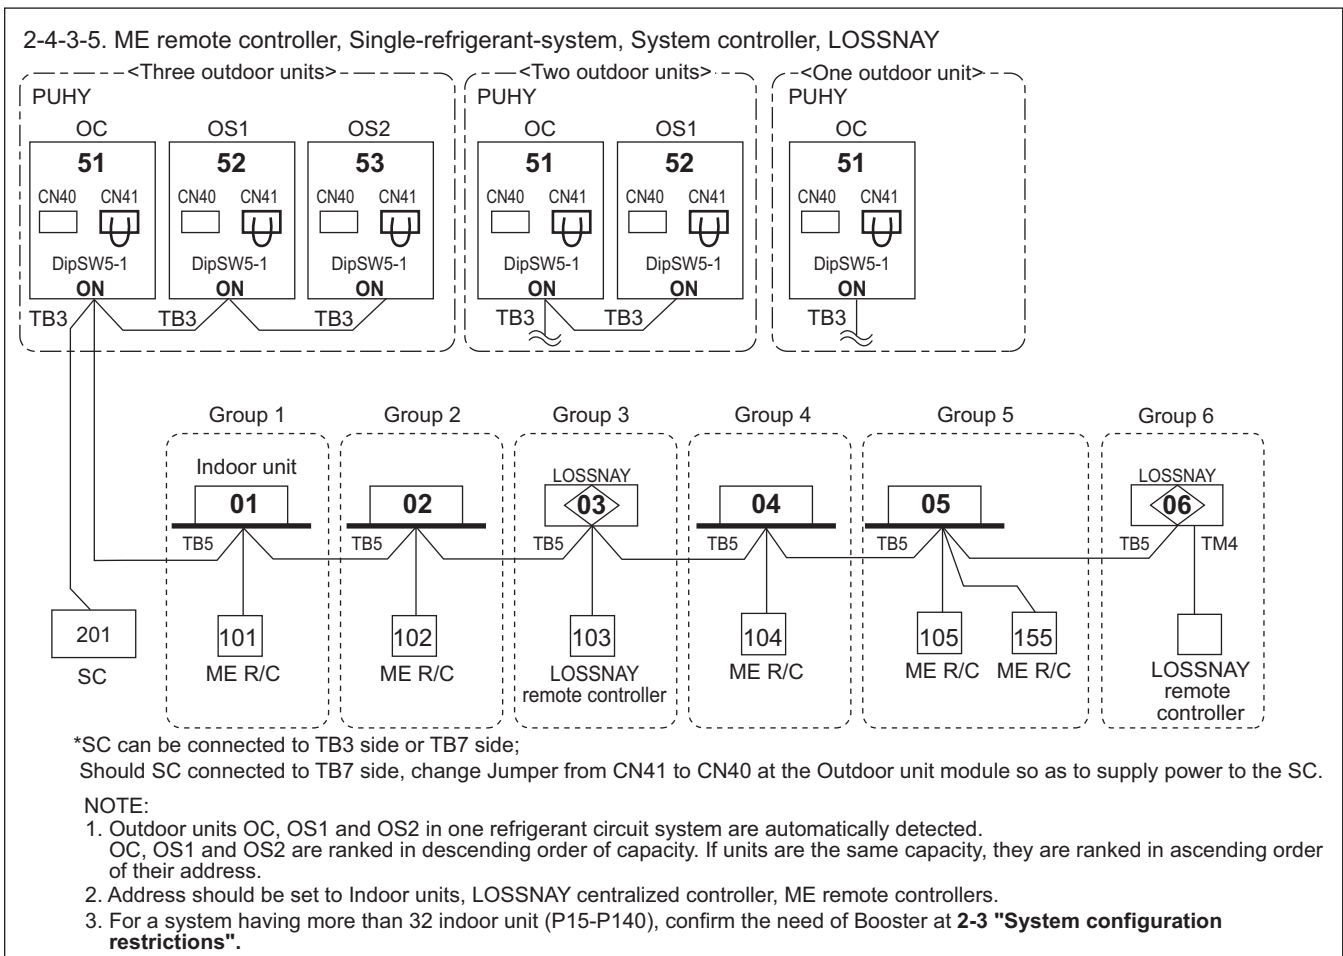 2-4-3-5. ME remote controller, Single-refrigerant-system, System controller, LOSSNAY
<Three outdoor units>
PUHY
OC OS1 OS2
51 52 53
CN40 CN41 CN40 CN41 CN40 CN41
DipSW5-1 DipSW5-1 DipSW5-1
ON ON ON
TB3 TB3 TB3
<Two outdoor units>
PUHY
OC OS1
51 52
CN40 CN41 CN40 CN41
DipSW5-1 DipSW5-1
ON ON
TB3 TB3
<One outdoor unit>
PUHY
OC
51
CN40 CN41
DipSW5-1
ON
TB3
201
SC
Group 1
Indoor unit
01
TB5
101
ME R/C
Group 2
02
TB5
102
ME R/C
Group 3
LOSSNAY
03
TB5
103
LOSSNAY
remote controller
Group 4
04
TB5
104
ME R/C
Group 5
05
TB5
105 155
ME R/C ME R/C
Group 6
LOSSNAY
06
TB5 TM4
LOSSNAY
remote
controller
*SC can be connected to TB3 side or TB7 side;
Should SC connected to TB7 side, change Jumper from CN41 to CN40 at the Outdoor unit module so as to supply power to the SC.
NOTE:
1. Outdoor units OC, OS1 and OS2 in one refrigerant circuit system are automatically detected.
OC, OS1 and OS2 are ranked in descending order of capacity. If units are the same capacity, they are ranked in ascending order
of their address.
2. Address should be set to Indoor units, LOSSNAY centralized controller, ME remote controllers.
3. For a system having more than 32 indoor unit (P15-P140), confirm the need of Booster at 2-3 "System configuration
restrictions".